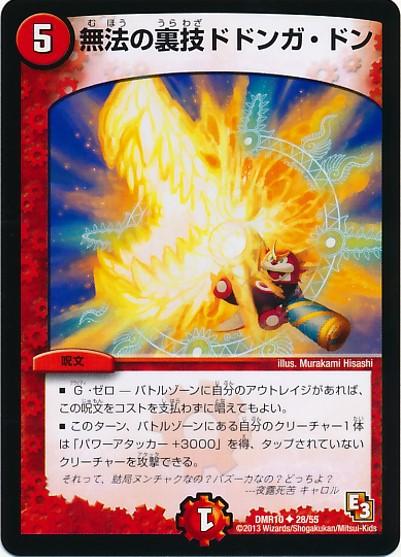 5
むほう うらわざ
無法の裏技ドドンガ・ドン
呪文
illus. Murakami Hisashi
■ G・ゼロ — バトルゾーンに自分のアウトレイジがあれば、
この呪文をコストを支払わずに唱えてもよい。
■ このターン、バトルゾーンにある自分のクリーチャー1体
は「パワーアタッカー +3000」を得、タップされていない
クリーチャーを攻撃できる。
それって、結局ヌンチャクなの?バズーカなの?どっちよ?
---夜露死苦 キャロル
1
E3
DMR10 ◆ 28/55
©2013 Wizards/Shogakukan/Mitsui-Kids